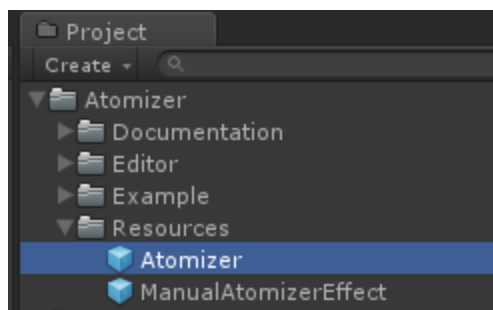 Project
Create
Atomizer
Documentation
Editor
Example
Resources
Atomizer
ManualAtomizerEffect